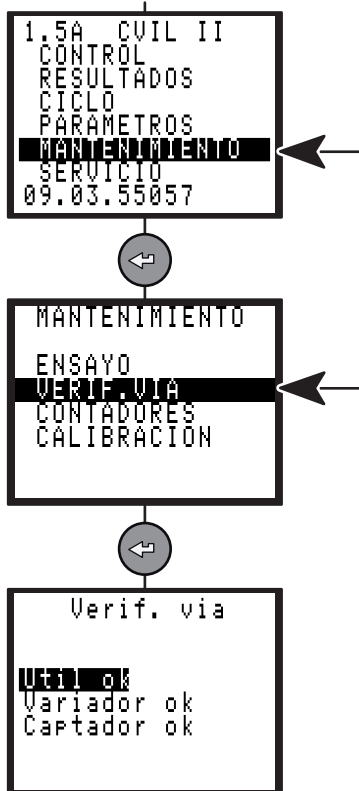 1.5A CVIL II
CONTROL
RESULTADOS
CICLO
PARAMETROS
MANTENIMIENTO
SERVICIO
09.03.55057
MANTENIMIENTO
ENSAYO
VERIF.VIA
CONTADORES
CALIBRACION
Verif. via
Util ok
Variador ok
Captador ok